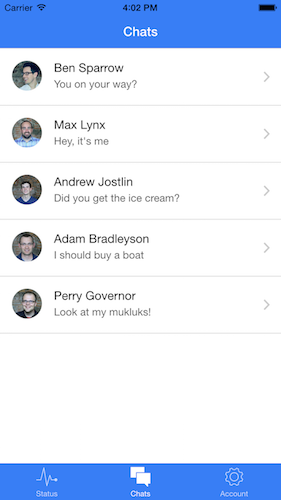 Carrier 4:02 PM
Chats
Ben Sparrow
You on your way?
Max Lynx
Hey, it's me
Andrew Jostlin
Did you get the ice cream?
Adam Bradleyson
I should buy a boat
Perry Governor
Look at my mukluks!
Status Chats Account